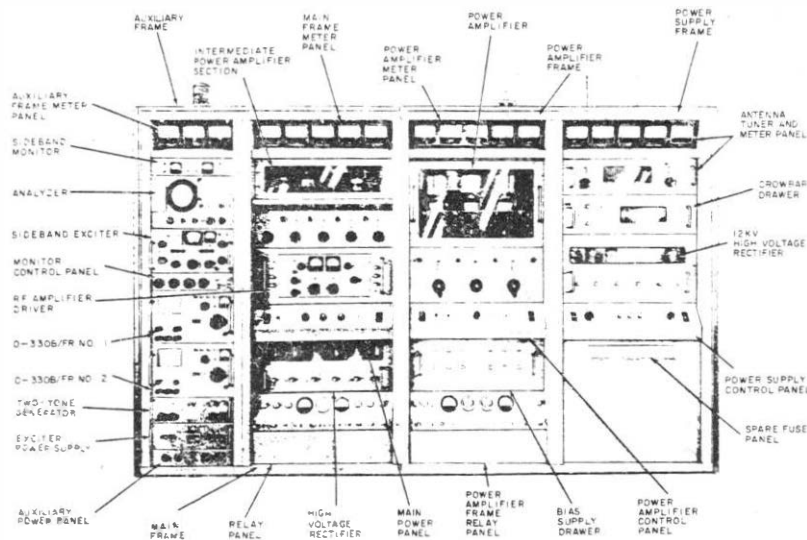 AUXILIARY
FRAME
INTERMEDIATE
POWER AMPLIFIER
SECTION
MAIN
FRAME
METER
PANEL
POWER
AMPLIFIER
METER
PANEL
POWER
AMPLIFIER
POWER
AMPLIFIER
FRAME
POWER
SUPPLY
FRAME
AUXILIARY
FRAME METER
PANEL
SIDEBAND
MONITOR
ANALYZER
SIDEBAND EXCITER
MONITOR
CONTROL PANEL
RF AMPLIFIER
DRIVER
O-330B/FR NO. 1
O-330B/FR NO. 2
TWO-TONE
GENERATOR
EXCITER
POWER SUPPLY
AUXILIARY
POWER PANEL
ANTENNA
TUNER AND
METER PANEL
CROWBAR
DRAWER
12KV
HIGH VOLTAGE
RECTIFIER
POWER SUPPLY
CONTROL PANEL
SPARE FUSE
PANEL
MAIN
FRAME
RELAY
PANEL
HIGH
VOLTAGE
RECTIFIER
MAIN
POWER
PANEL
POWER
AMPLIFIER
FRAME
RELAY PANEL
BIAS
SUPPLY
DRAWER
POWER
AMPLIFIER
CONTROL
PANEL